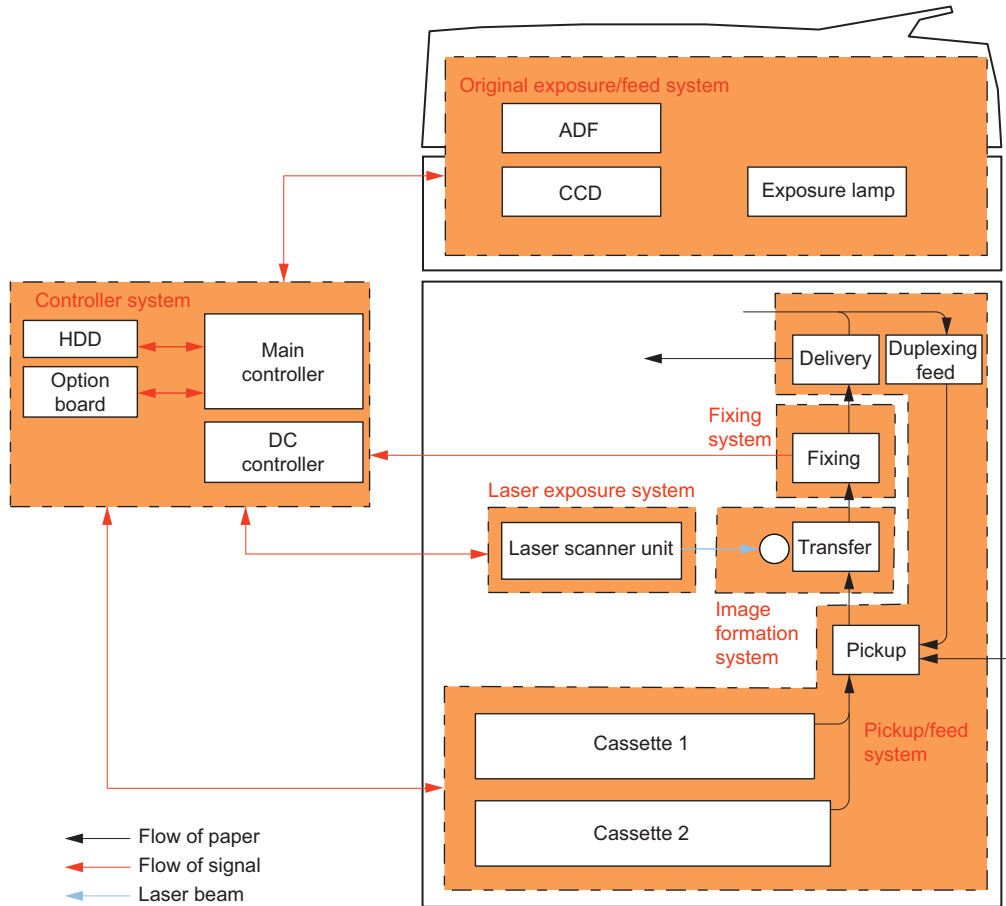 Original exposure/feed system
ADF
CCD
Exposure lamp
Controller system
HDD
Option
board
Main
controller
DC
controller
Delivery
Duplexing
feed
Fixing
system
Fixing
Laser exposure system
Laser scanner unit
Transfer
Image
formation
system
Pickup
Cassette 1
Pickup/feed
system
Cassette 2
Flow of paper
Flow of signal
Laser beam